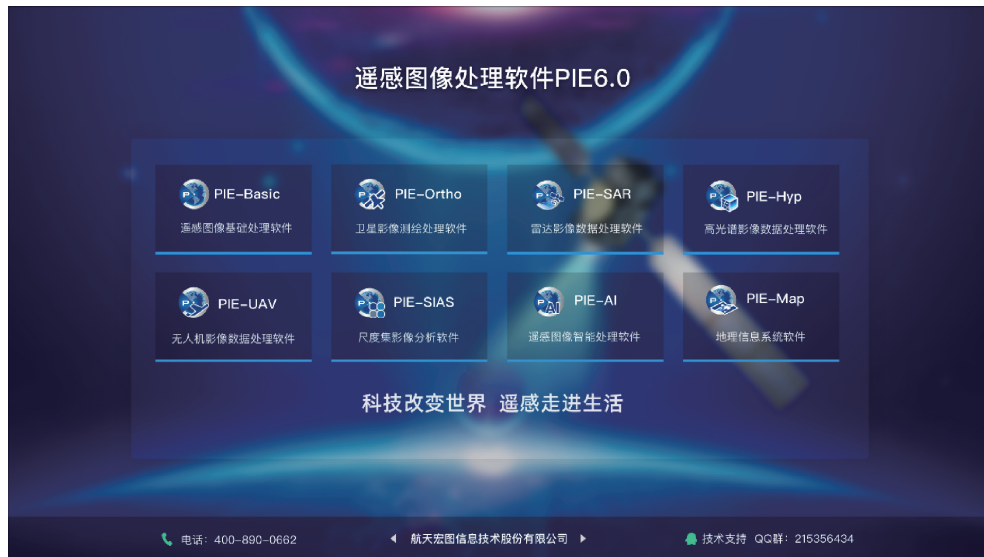 遥感图像处理软件PIE6.0
PIE-Basic
遥感图像基础处理软件
PIE-Ortho
卫星影像测绘处理软件
PIE-SAR
雷达影像数据处理软件
PIE-Hyp
高光谱影像数据处理软件
PIE-UAV
无人机影像数据处理软件
PIE-SIAS
尺度集影像分析软件
PIE-AI
遥感图像智能处理软件
PIE-Map
地理信息系统软件
科技改变世界 遥感走进生活
电话：400-890-0662
航天宏图信息技术股份有限公司
技术支持 QQ群：215356434